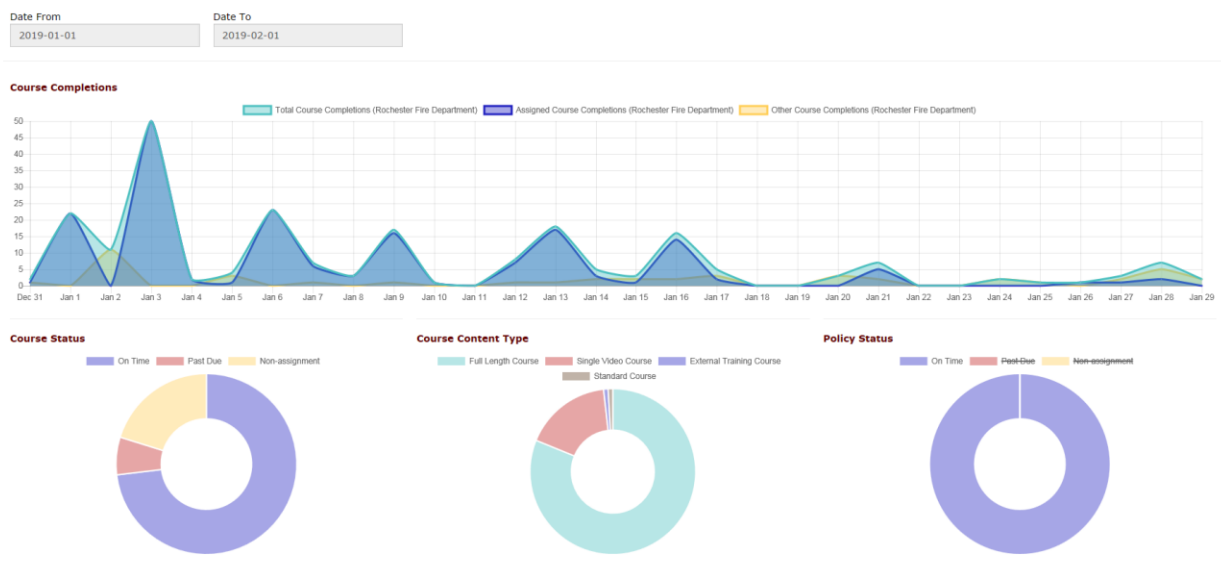 Date From
Date To
2019-01-01
2019-02-01
Course Completions
Total Course Completions (Rochester Fire Department)
Assigned Course Completions (Rochester Fire Department)
Other Course Completions (Rochester Fire Department)
50
45
40
35
30
25
20
15
10
5
0
Dec 31 Jan 1 Jan 2 Jan 3 Jan 4 Jan 5 Jan 6 Jan 7 Jan 8 Jan 9 Jan 10 Jan 11 Jan 12 Jan 13 Jan 14 Jan 15 Jan 16 Jan 17 Jan 18 Jan 19 Jan 20 Jan 21 Jan 22 Jan 23 Jan 24 Jan 25 Jan 26 Jan 27 Jan 28 Jan 29
Course Status
On Time Past Due Non-assignment
Course Content Type
Full Length Course Single Video Course External Training Course
Standard Course
Policy Status
On Time Past Due Non-assignment